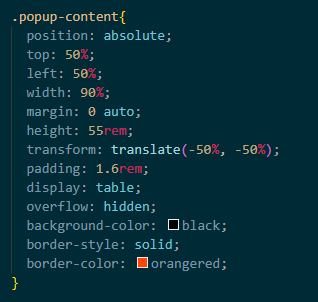 .popup-content{
position: absolute;
top: 50%;
left: 50%;
width: 90%;
margin: 0 auto;
height: 55rem;
transform: translate(-50%, -50%);
padding: 1.6rem;
display: table;
overflow: hidden;
background-color: black;
border-style: solid;
border-color: orangered;
}